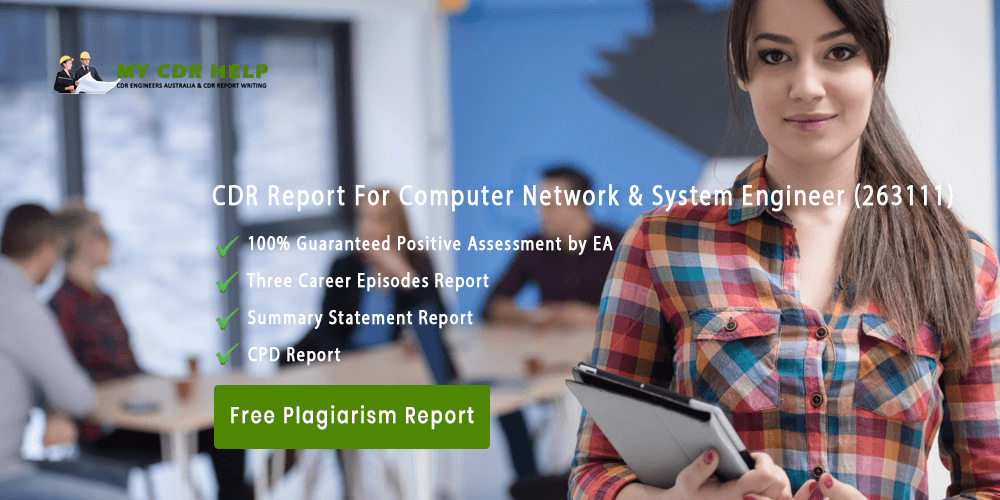 MY CDR HELP
CDR ENGINEERS AUSTRALIA & CDR REPORT WRITING
CDR Report For Computer Network & System Engineer (263111)
100% Guaranteed Positive Assessment by EA
Three Career Episodes Report
Summary Statement Report
CPD Report
Free Plagiarism Report